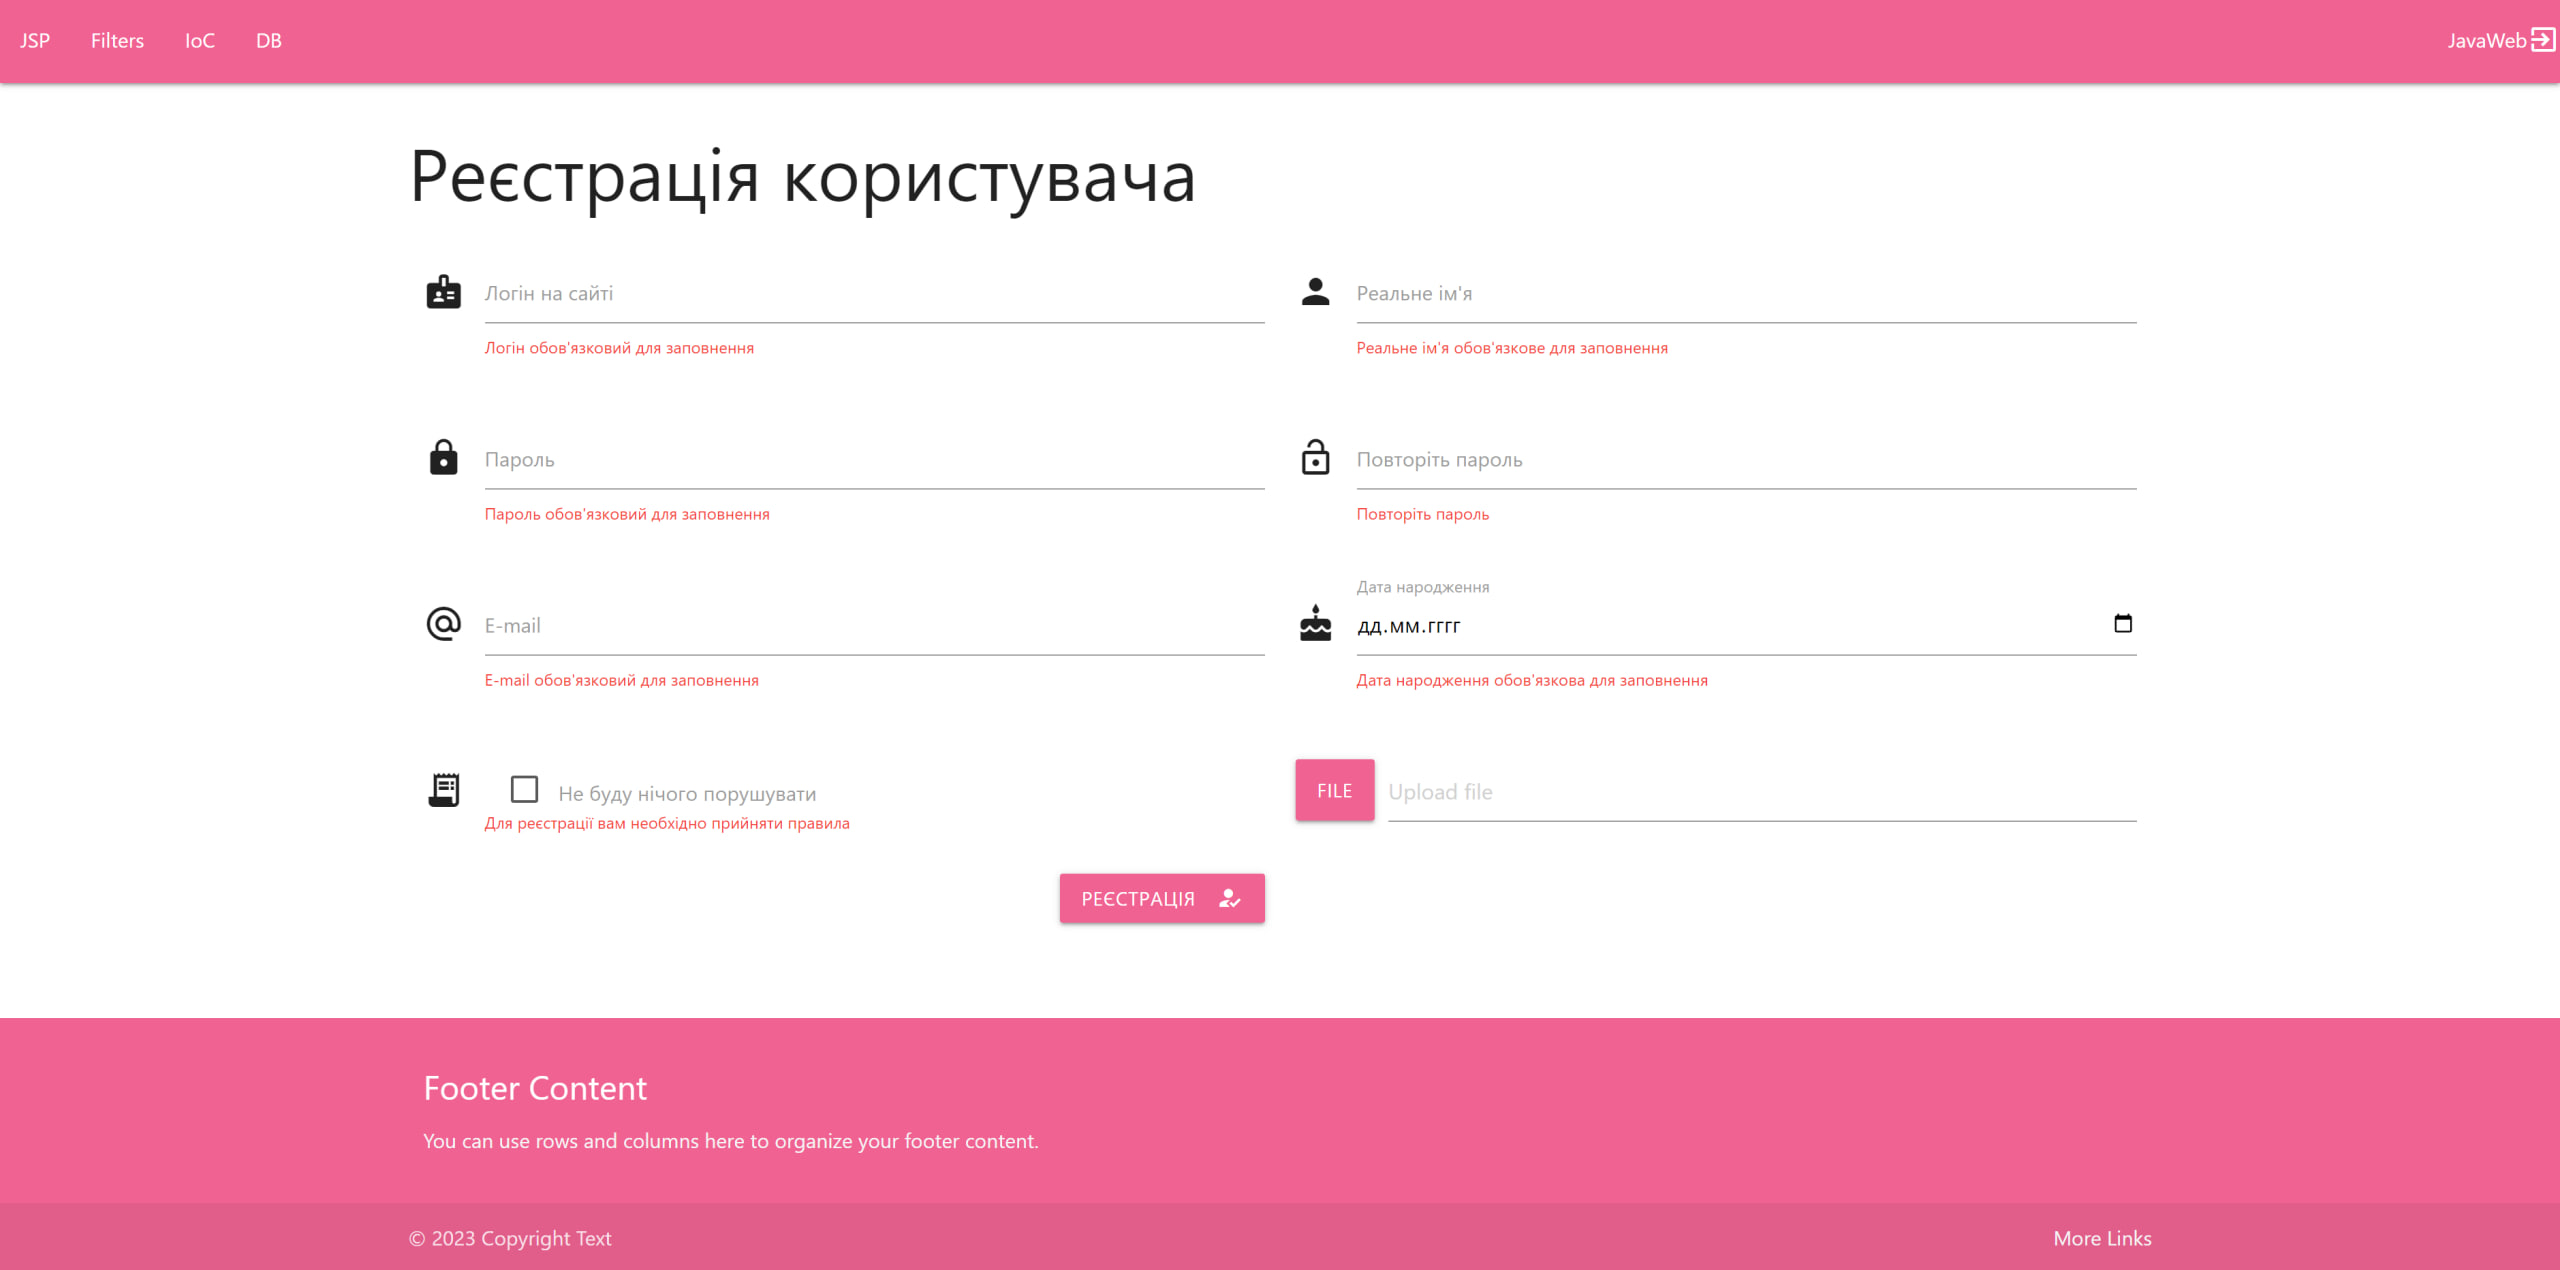 JSP Filters IoC DB JavaWeb
Реєстрація користувача
Логін на сайті
Логін обов'язковий для заповнення
Реальне ім'я
Реальне ім'я обов'язкове для заповнення
Пароль
Пароль обов'язковий для заповнення
Повторіть пароль
Повторіть пароль
E-mail
E-mail обов'язковий для заповнення
Дата народження
дд.мм.гггг
Дата народження обов'язкова для заповнення
Не буду нічого порушувати
Для реєстрації вам необхідно прийняти правила
FILE Upload file
РЕЄСТРАЦІЯ
Footer Content
You can use rows and columns here to organize your footer content.
© 2023 Copyright Text More Links